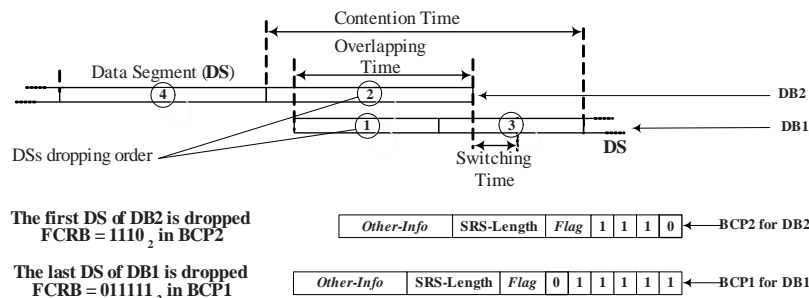 Contention Time
Overlapping
Time
Data Segment (DS)
4
2
DB2
1
3
DB1
DSs dropping order
DS
Switching
Time
The first DS of DB2 is dropped
FCRB = 1110 2 in BCP2
Other-Info SRS-Length Flag 1 1 1 0
BCP2 for DB2
The last DS of DB1 is dropped
FCRB = 011111 2 in BCP1
Other-Info SRS-Length Flag 0 1 1 1 1 1
BCP1 for DB1